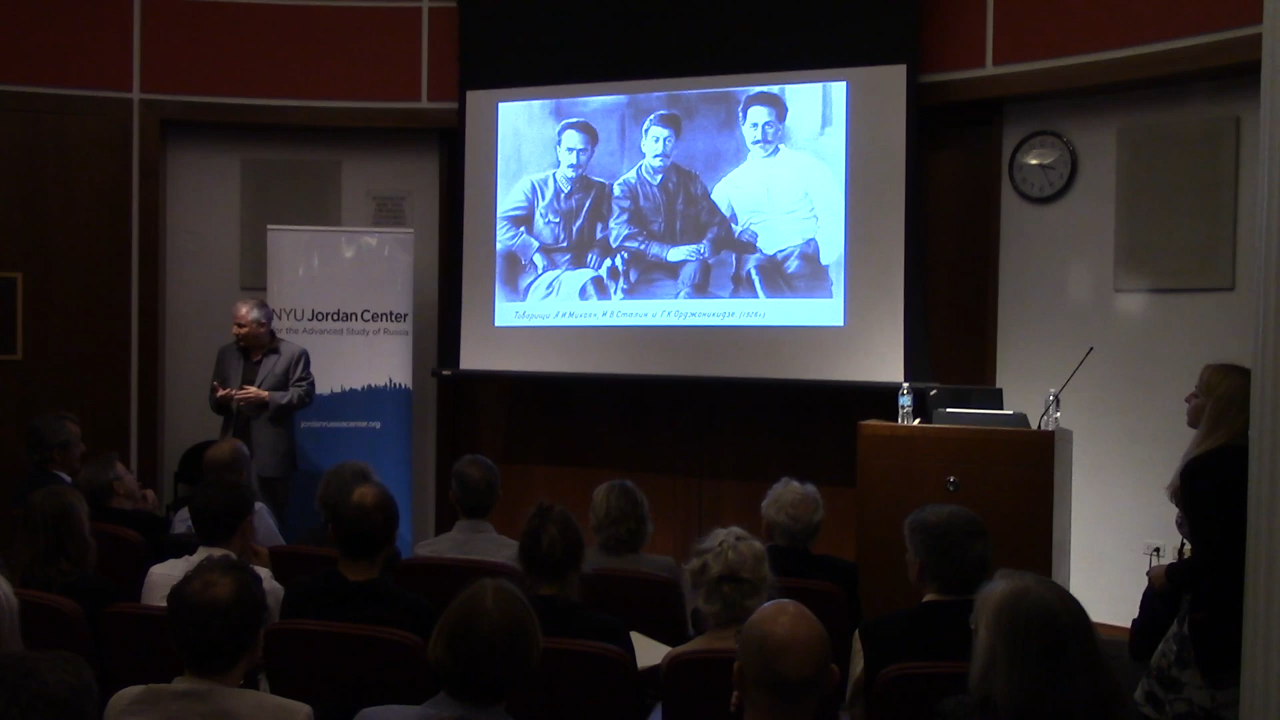 Товарищи А.И.Микоян, И.В.Сталин и Г.К.Орджоникидзе. (1926г.)
NYU Jordan Center
for the Advanced Study of Russia
jordanrussiacenter.org